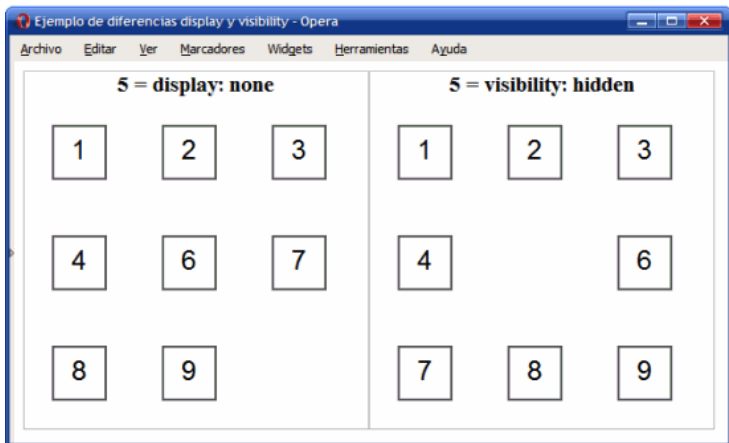 Ejemplo de diferencias display y visibility - Opera
Archivo Editar Ver Marcadores Widgets Herramientas Ayuda
5 = display: none
1 2 3
4 6 7
8 9
5 = visibility: hidden
1 2 3
4 6
7 8 9